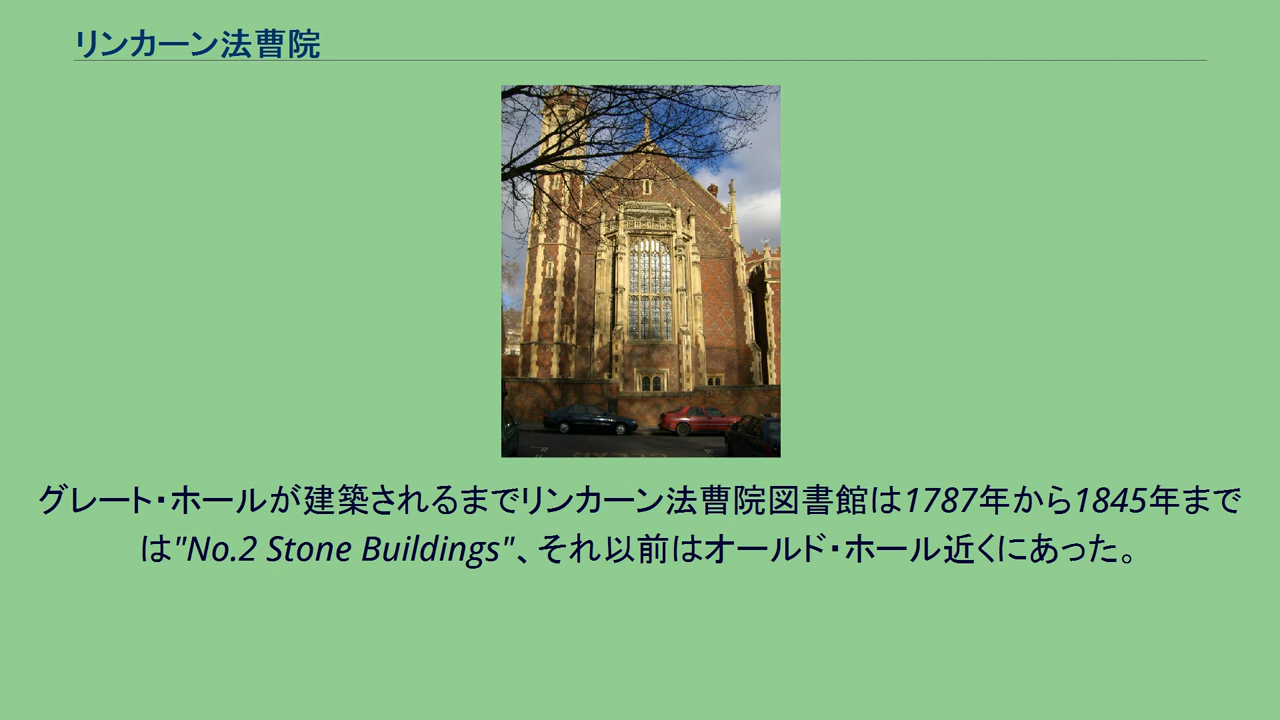 リンカーン法曹院
グレート・ホールが建築されるまでリンカーン法曹院図書館は1787年から1845年まで
は"No.2 Stone Buildings"、それ以前はオールド・ホール近くにあった。